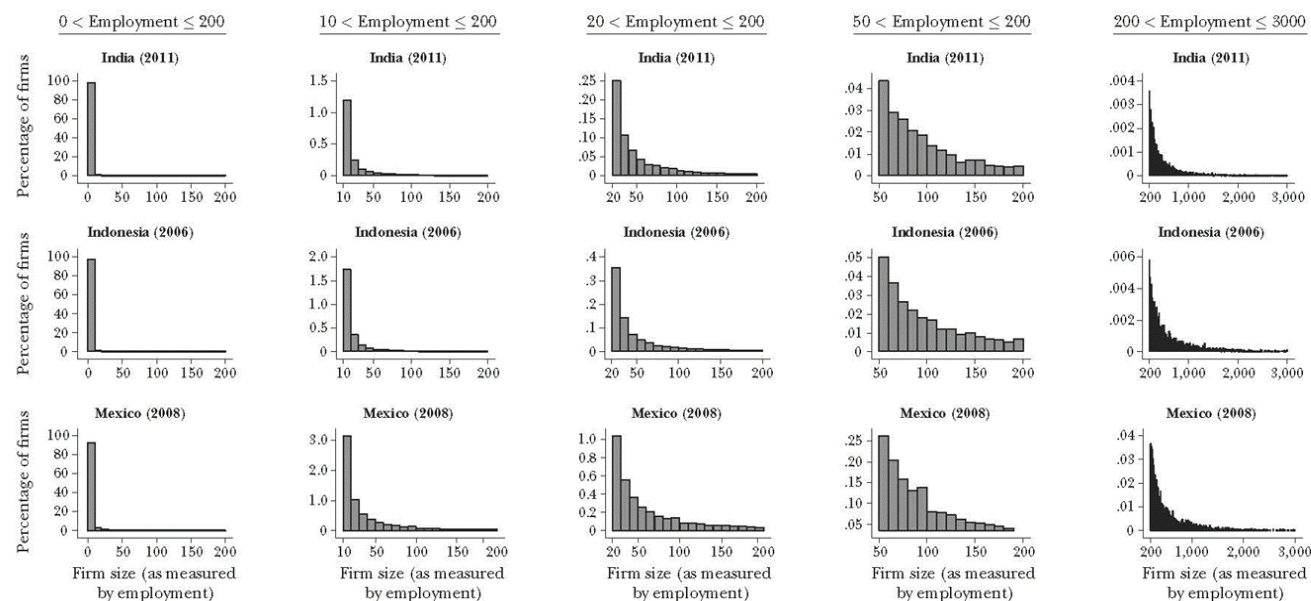 0 < Employment ≤ 200
10 < Employment ≤ 200
20 < Employment ≤ 200
50 < Employment ≤ 200
200 < Employment ≤ 3000
Percentage of firms
India (2011)
100
80
60
40
20
0
0 50 100 150 200
India (2011)
1.5
1.0
0.5
0
10 50 100 150 200
India (2011)
.25
.20
.15
.10
.05
0
20 50 100 150 200
India (2011)
.04
.03
.02
.01
0
50 100 150 200
India (2011)
.004
.003
.002
.001
0
200 1,000 2,000 3,000
Percentage of firms
Indonesia (2006)
100
80
60
40
20
0
0 50 100 150 200
Indonesia (2006)
2.0
1.5
1.0
0.5
0
10 50 100 150 200
Indonesia (2006)
.4
.3
.2
.1
0
20 50 100 150 200
Indonesia (2006)
.05
.04
.03
.02
.01
0
50 100 150 200
Indonesia (2006)
.006
.004
.002
0
200 1,000 2,000 3,000
Percentage of firms
Mexico (2008)
100
80
60
40
20
0
0 50 100 150 200
Firm size (as measured
by employment)
Mexico (2008)
3.0
2.0
1.0
0
10 50 100 150 200
Firm size (as measured
by employment)
Mexico (2008)
1.0
0.8
0.6
0.4
0.2
0
20 50 100 150 200
Firm size (as measured
by employment)
Mexico (2008)
.25
.20
.15
.10
.05
50 100 150 200
Firm size (as measured
by employment)
Mexico (2008)
.04
.03
.02
.01
0
200 1,000 2,000 3,000
Firm size (as measured
by employment)